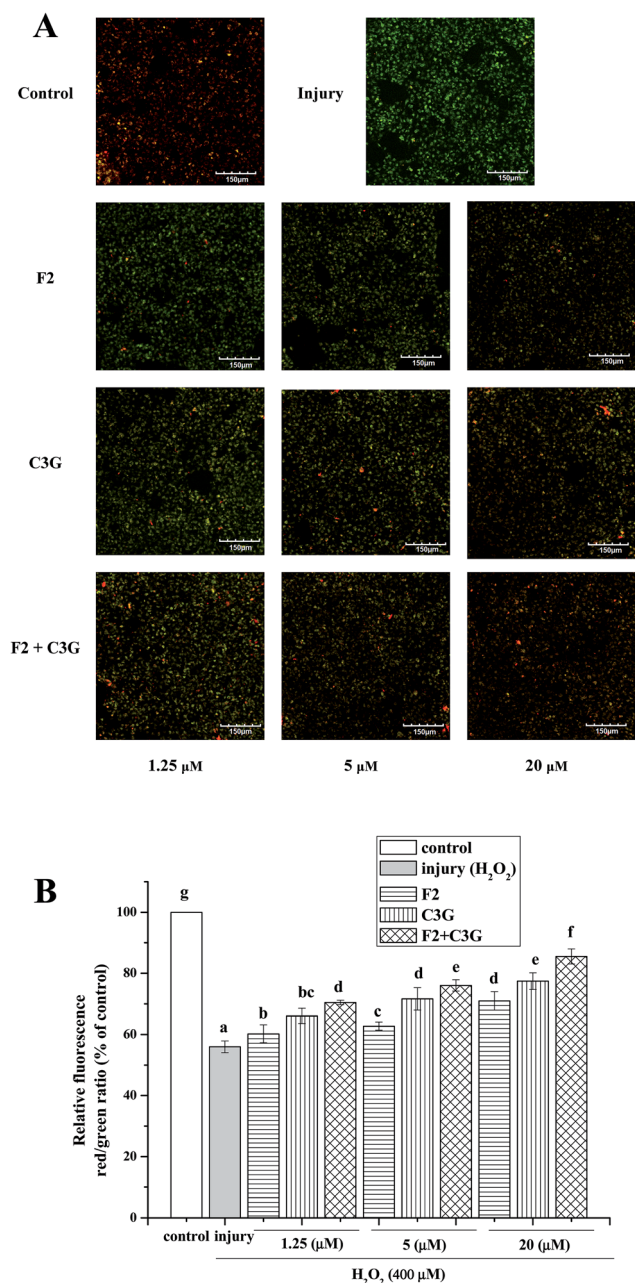 A
Control
Injury
150μm
150μm
F2
150μm
150μm
150μm
C3G
150μm
150μm
150μm
F2 + C3G
150μm
150μm
150μm
1.25 μM
5 μM
20 μM
B
control
injury (H₂O₂)
F2
C3G
F2+C3G
Relative fluorescence
red/green ratio (% of control)
100
80
60
40
20
0
g
a
b
bc
d
c
d
e
d
e
f
control injury
1.25 (μM)
5 (μM)
20 (μM)
H₂O₂ (400 μM)